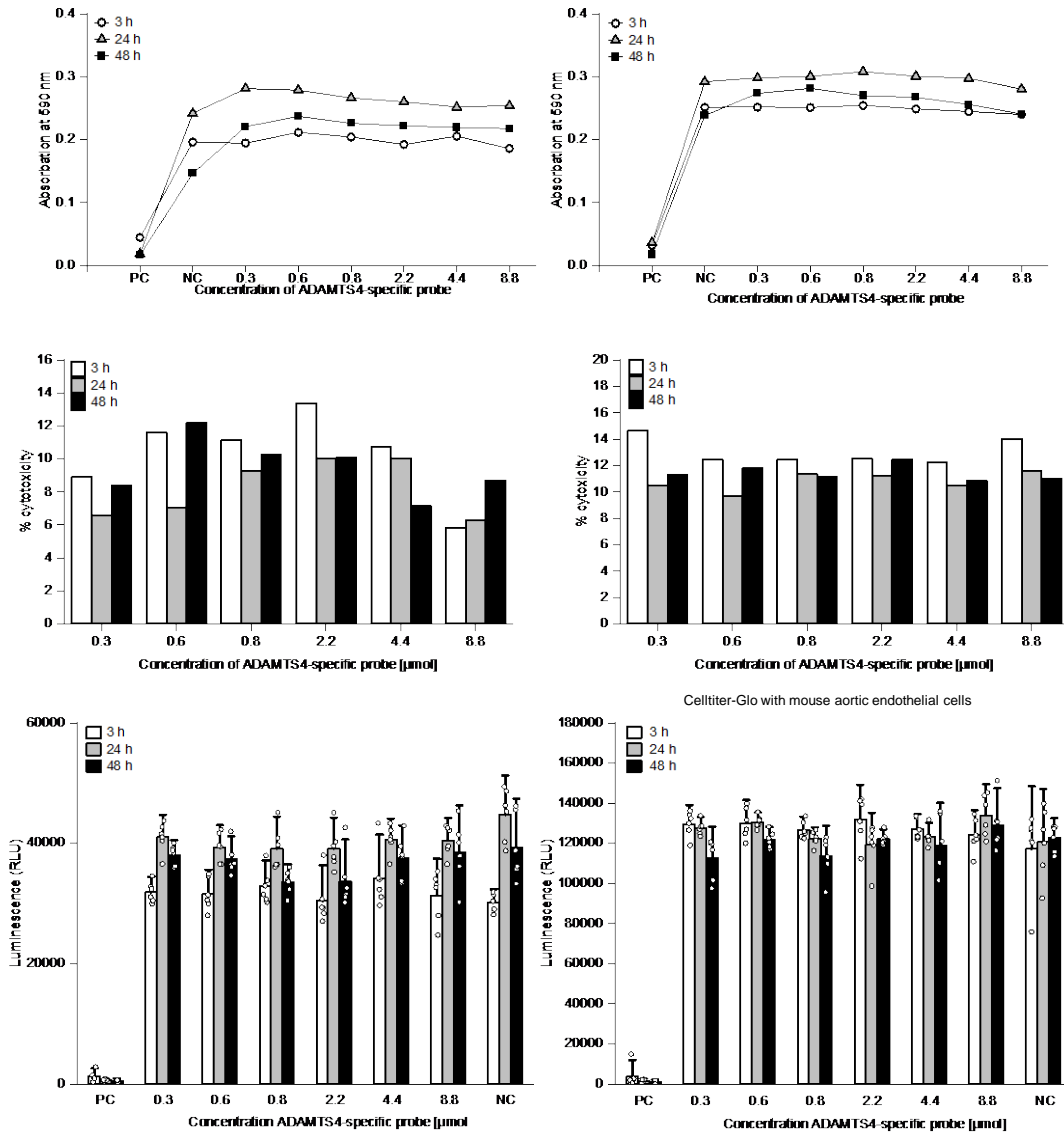 0.4
0.3
0.2
0.1
0.0
Absorbation at 590 nm
3 h
24 h
48 h
PC NC 0.3 0.6 0.8 2.2 4.4 8.8
Concentration of ADAMTS4-specific probe
0.4
0.3
0.2
0.1
0.0
Absorbation at 590 nm
3 h
24 h
48 h
PC NC 0.3 0.6 0.8 2.2 4.4 8.8
Concentration of ADAMTS4-specific probe
16
14
12
10
8
6
4
2
0
% cytotoxicity
3 h
24 h
48 h
0.3 0.6 0.8 2.2 4.4 8.8
Concentration of ADAMTS4-specific probe [µmol]
20
18
16
14
12
10
8
6
4
2
0
% cytotoxicity
3 h
24 h
48 h
0.3 0.6 0.8 2.2 4.4 8.8
Concentration of ADAMTS4-specific probe [µmol]
60000
40000
20000
0
Luminescence (RLU)
3 h
24 h
48 h
PC 0.3 0.6 0.8 2.2 4.4 8.8 NC
Concentration ADAMTS4-specific probe [µmol
Celltiter-Glo with mouse aortic endothelial cells
180000
160000
140000
120000
100000
80000
60000
40000
20000
0
Luminescence (RLU)
3 h
24 h
48 h
PC 0.3 0.6 0.8 2.2 4.4 8.8 NC
Concentration ADAMTS4-specific probe [µmol]